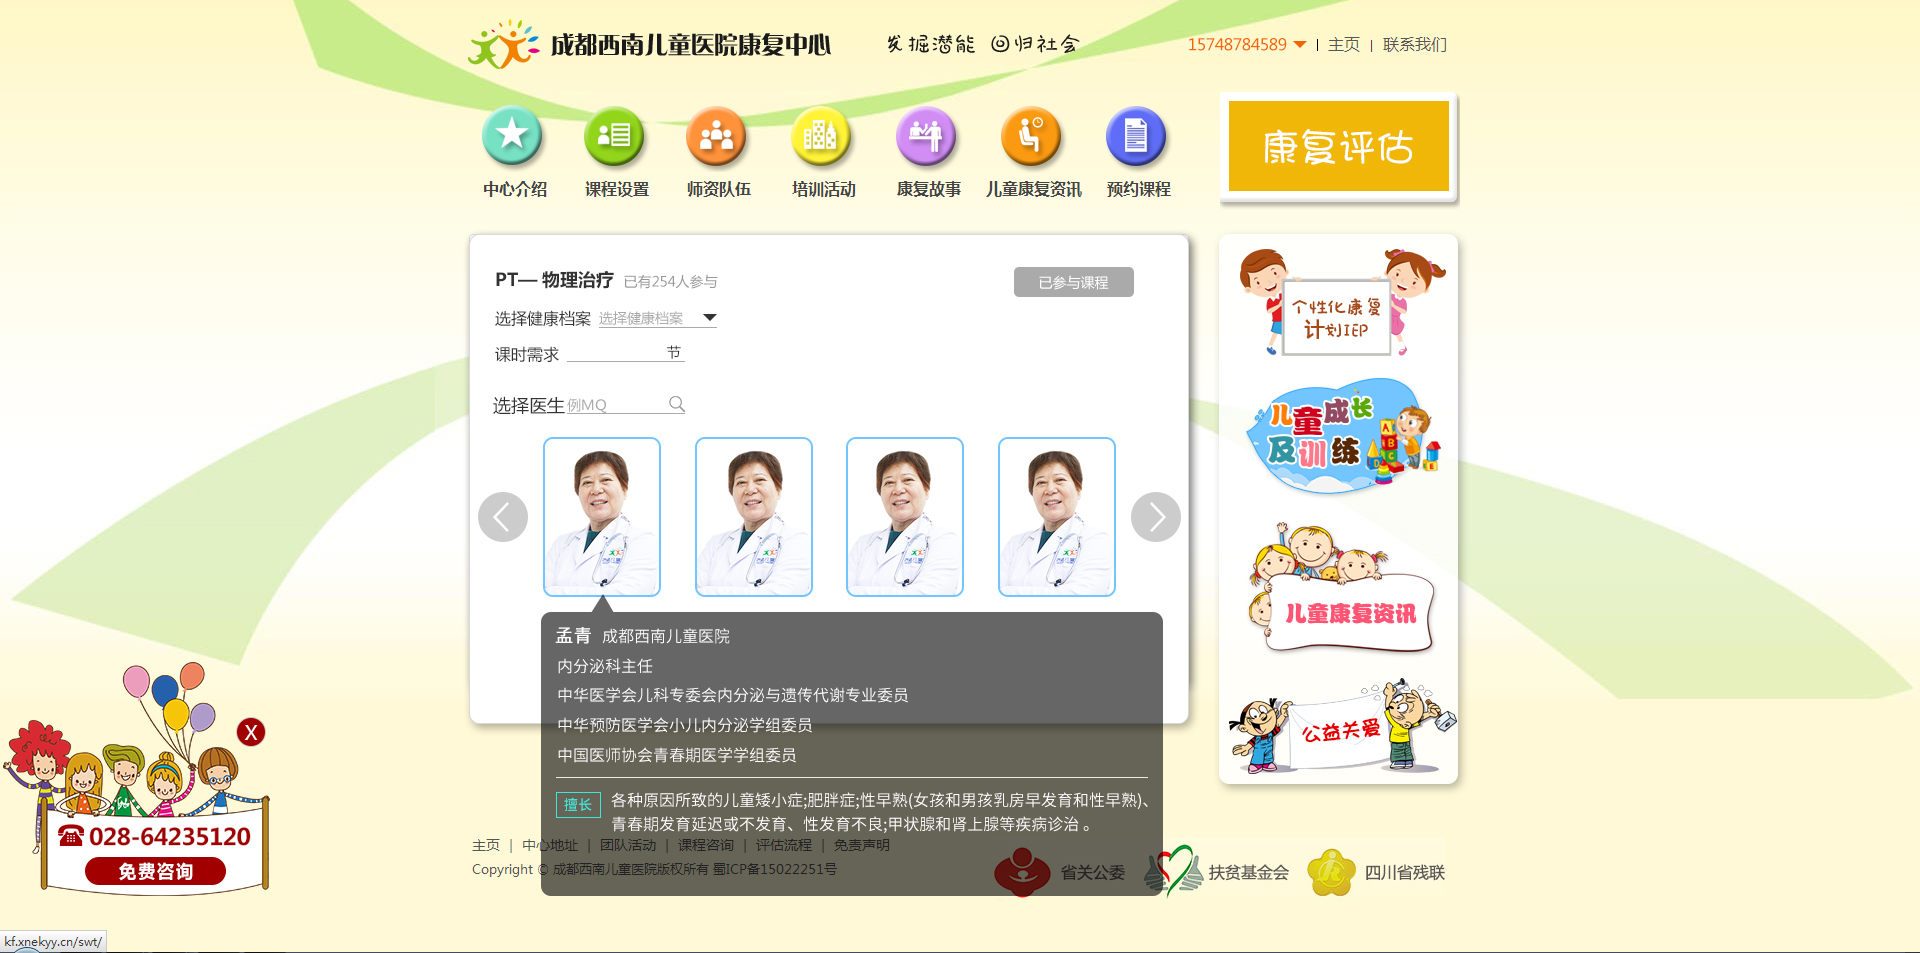 成都西南儿童医院康复中心
发掘潜能 回归社会
15748784589 | 主页 | 联系我们
中心介绍 课程设置 师资队伍 培训活动 康复故事 儿童康复资讯 预约课程
康复评估
PT— 物理治疗 已有254人参与
已参与课程
选择健康档案 选择健康档案
课时需求 节
选择医生 例MQ
孟青 成都西南儿童医院
内分泌科主任
中华医学会儿科专委会内分泌与遗传代谢专业委员
中华预防医学会小儿内分泌学组委员
中国医师协会青春期医学学组委员
擅长 各种原因所致的儿童矮小症;肥胖症;性早熟(女孩和男孩乳房早发育和性早熟)、
青春期发育延迟或不发育、性发育不良;甲状腺和肾上腺等疾病诊治 。
个性化康复
计划IEP
儿童成长
及训练
儿童康复资讯
公益关爱
X
028-64235120
免费咨询
主页 | 中心地址 | 团队活动 | 课程咨询 | 评估流程 | 免责声明
Copyright © 成都西南儿童医院版权所有 蜀ICP备15022251号
省关公委 扶贫基金会 四川省残联
kf.xnekyy.cn/swt/